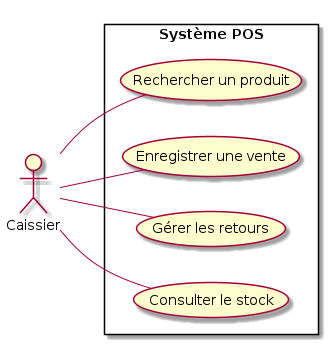 Système POS
Rechercher un produit
Enregistrer une vente
Gérer les retours
Caissier
Consulter le stock